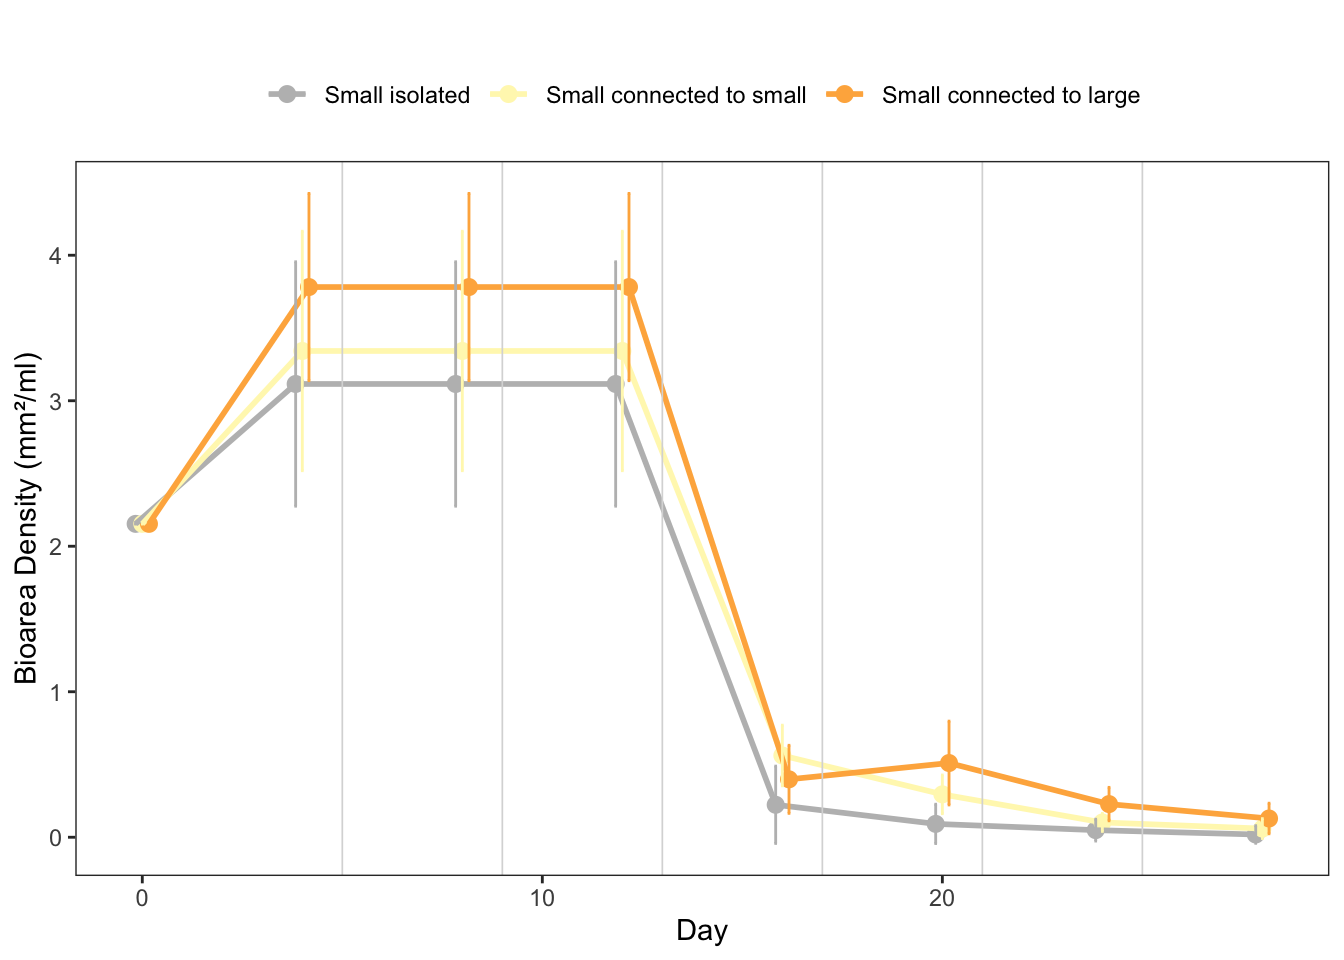 Small isolated Small connected to small Small connected to large
Bioarea Density (mm²/ml)
4
3
2
1
0
0 10 20
Day